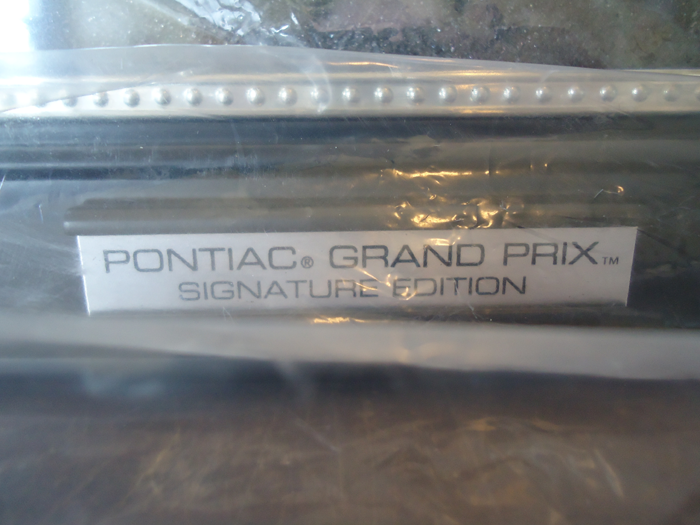 PONTIAC® GRAND PRIX™
SIGNATURE EDITION